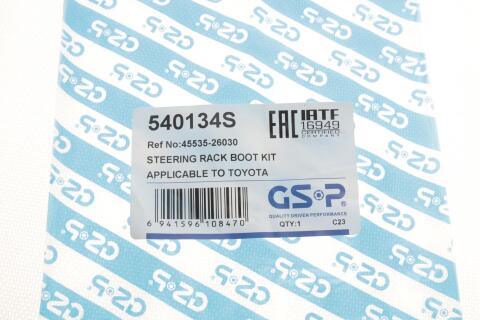 540134S
Ref No:45535-26030
STEERING RACK BOOT KIT
APPLICABLE TO TOYOTA
6 941596 108470
EAC IATF
16949
CERTIFIED
COMPANY
GSP
QUALITY DRIVEN PERFORMANCE
QTY:1 C23